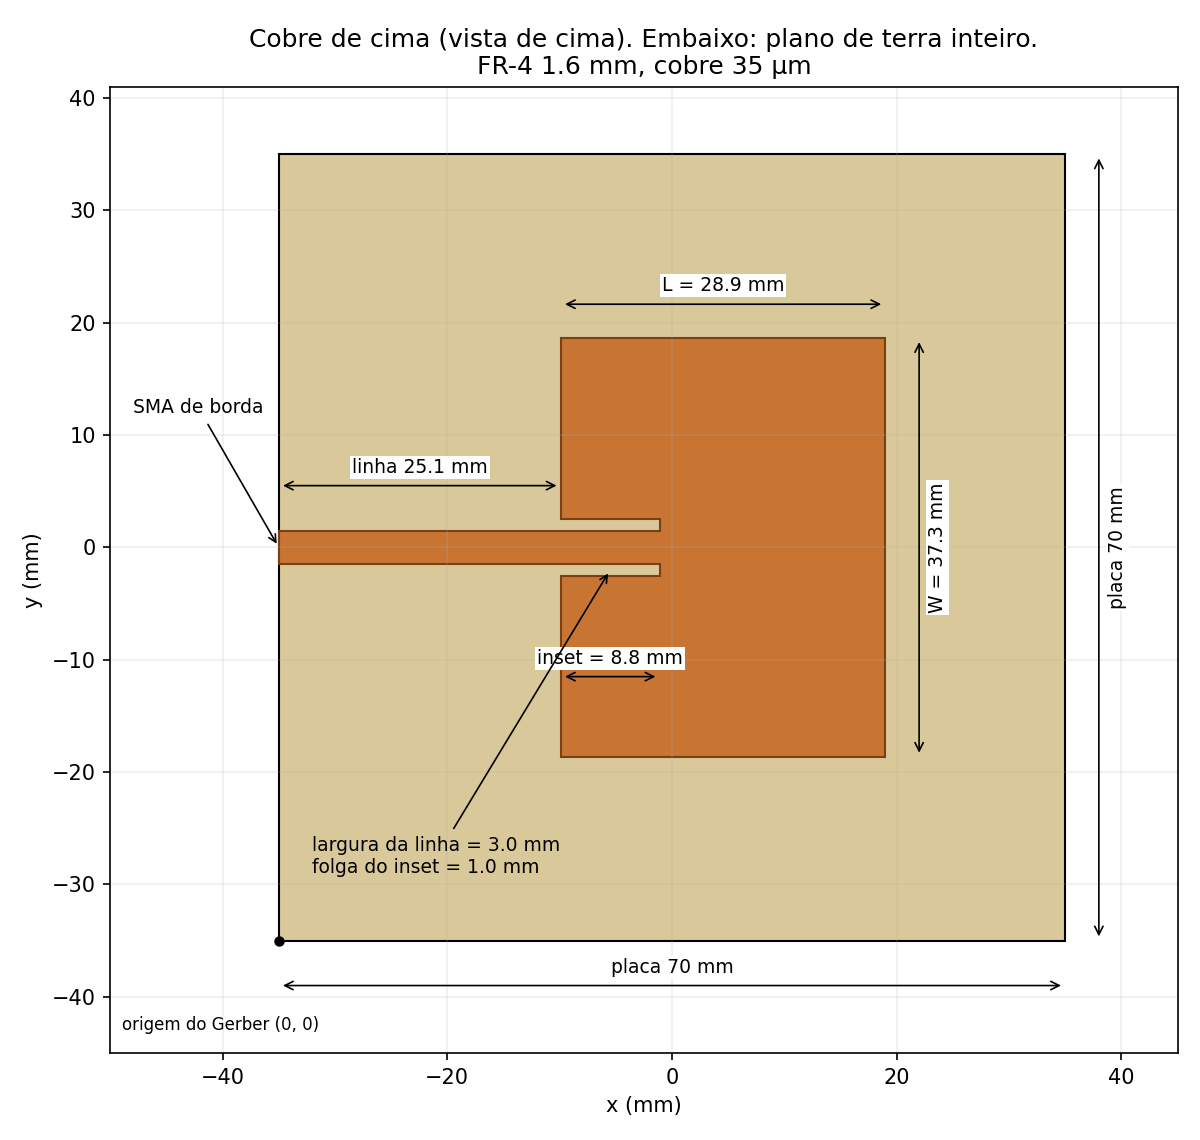 Cobre de cima (vista de cima). Embaixo: plano de terra inteiro.
FR-4 1.6 mm, cobre 35 µm
40
30
20
10
0
−10
−20
−30
−40
y (mm)
L = 28.9 mm
SMA de borda
linha 25.1 mm
W = 37.3 mm
placa 70 mm
inset = 8.8 mm
largura da linha = 3.0 mm
folga do inset = 1.0 mm
placa 70 mm
origem do Gerber (0, 0)
−40
−20
0
20
40
x (mm)